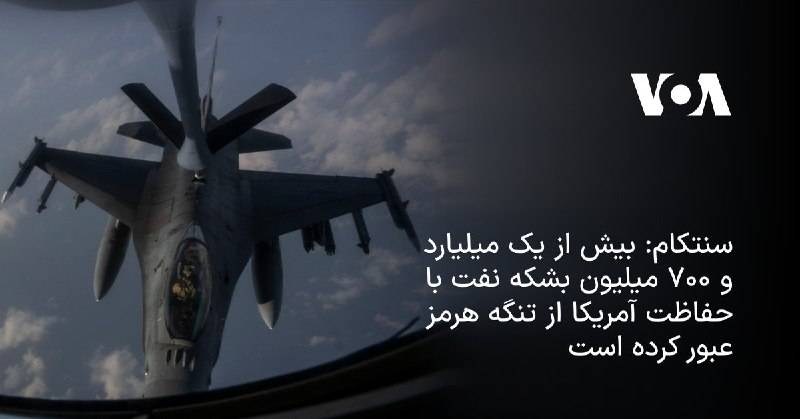 VOA
سنتکام: بیش از یک میلیارد
و ۷۰۰ میلیون بشکه نفت با
حفاظت آمریکا از تنگه هرمز
عبور کرده است